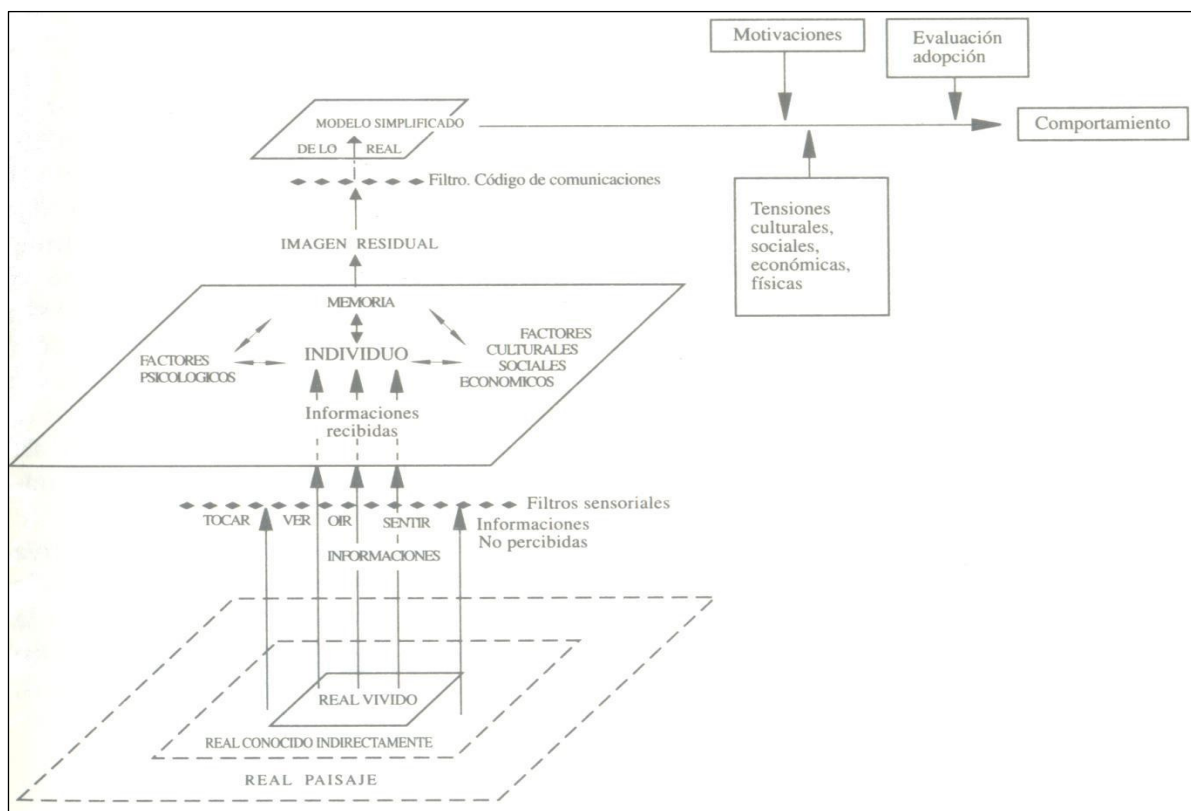 Motivaciones
Evaluación
adopción
MODELO SIMPLIFICADO
DE LO REAL
Comportamiento
Filtro. Código de comunicaciones
Tensiones
culturales,
sociales,
económicas,
físicas
IMAGEN RESIDUAL
MEMORIA
INDIVIDUO
FACTORES
PSICOLOGICOS
FACTORES
CULTURALES
SOCIALES
ECONOMICOS
Informaciones
recibidas
Filtros sensoriales
TOCAR VER OIR SENTIR
Informaciones
No percibidas
INFORMACIONES
REAL VIVIDO
REAL CONOCIDO INDIRECTAMENTE
REAL PAISAJE